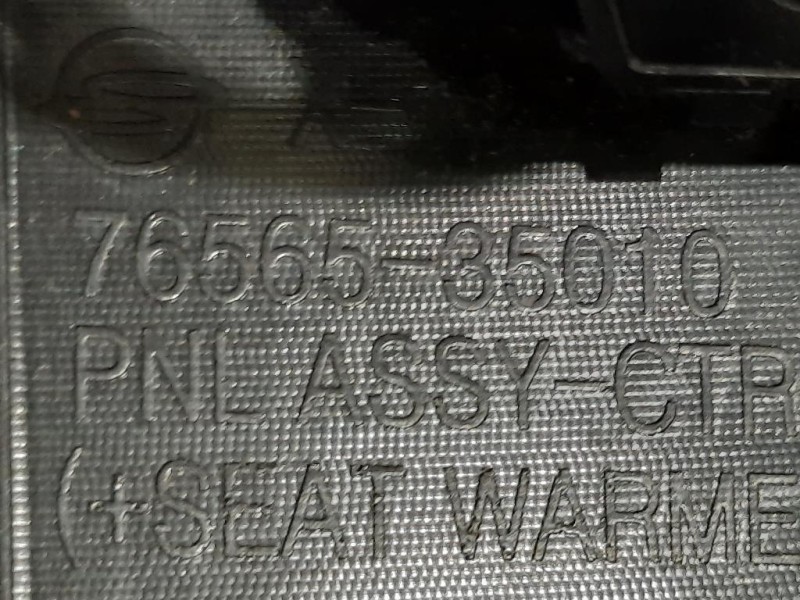 76565-35010
PNL ASSY-CTR
(+SEAT WARME